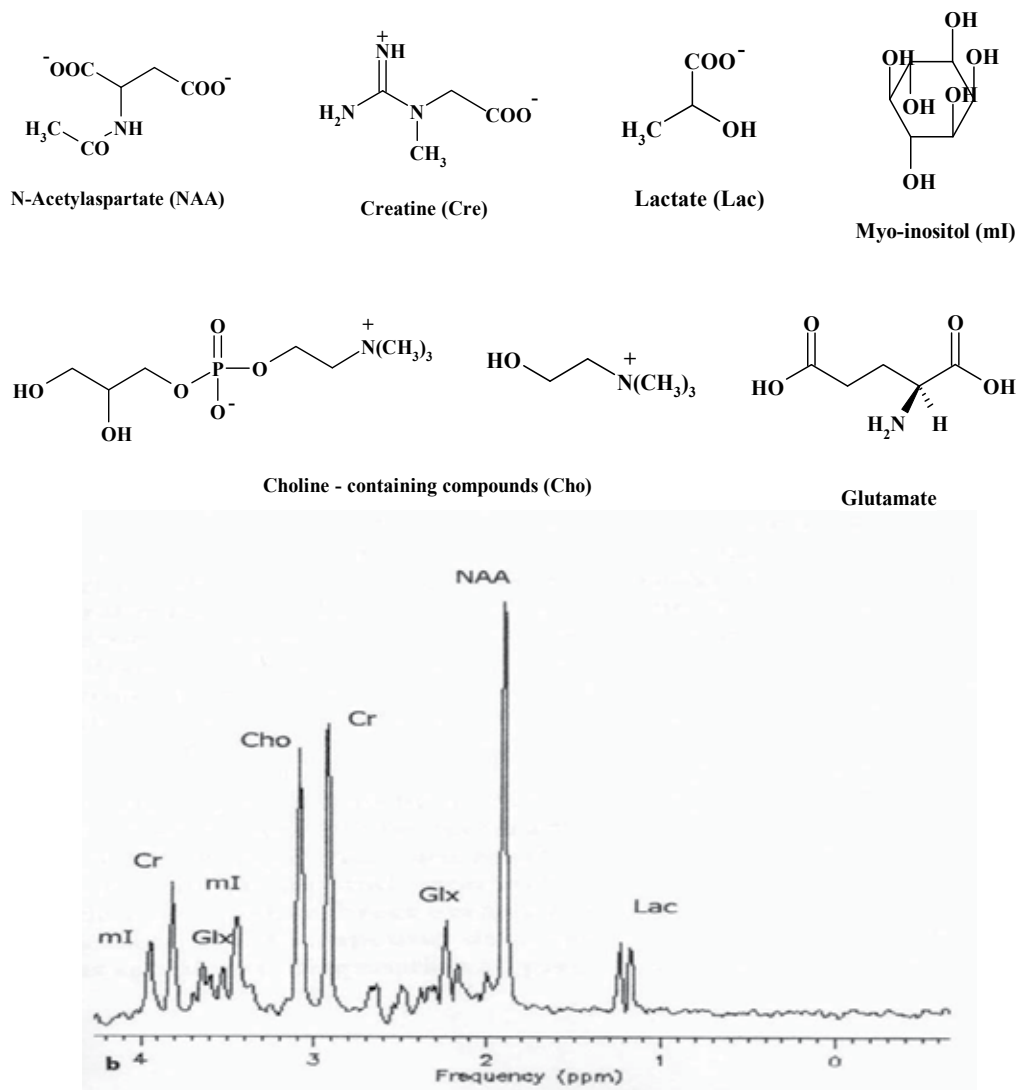 -OOC
COO-
NH
H3C
CO
N-Acetylaspartate (NAA)
+
NH
H2N
N
COO-
CH3
Creatine (Cre)
COO-
H3C
OH
Lactate (Lac)
OH
OH
OH
OH
OH
OH
Myo-inositol (mI)
O
+
HO
O
P
O
N(CH3)3
O-
OH
HO
+
N(CH3)3
Choline - containing compounds (Cho)
O
O
HO
OH
H2N
H
Glutamate
NAA
Cr
Cho
Cr
mI
Glx
Lac
mI
Glx
b 4 3 2 1 0
Frequency (ppm)